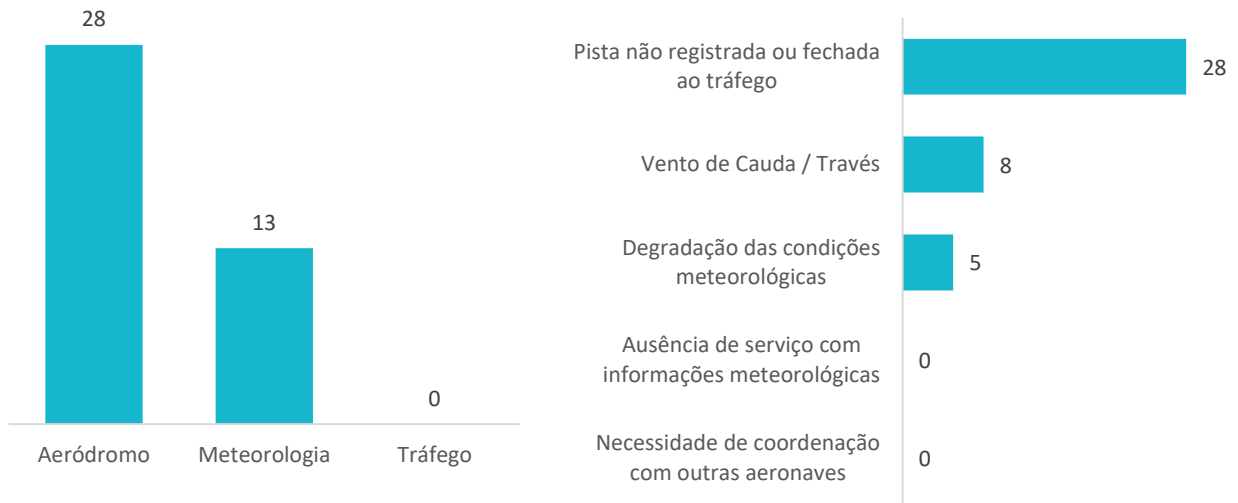 28
13
0
Aeródromo
Meteorologia
Tráfego
Pista não registrada ou fechada
ao tráfego
28
Vento de Cauda / Través
8
Degradação das condições
meteorológicas
5
Ausência de serviço com
informações meteorológicas
0
Necessidade de coordenação
com outras aeronaves
0